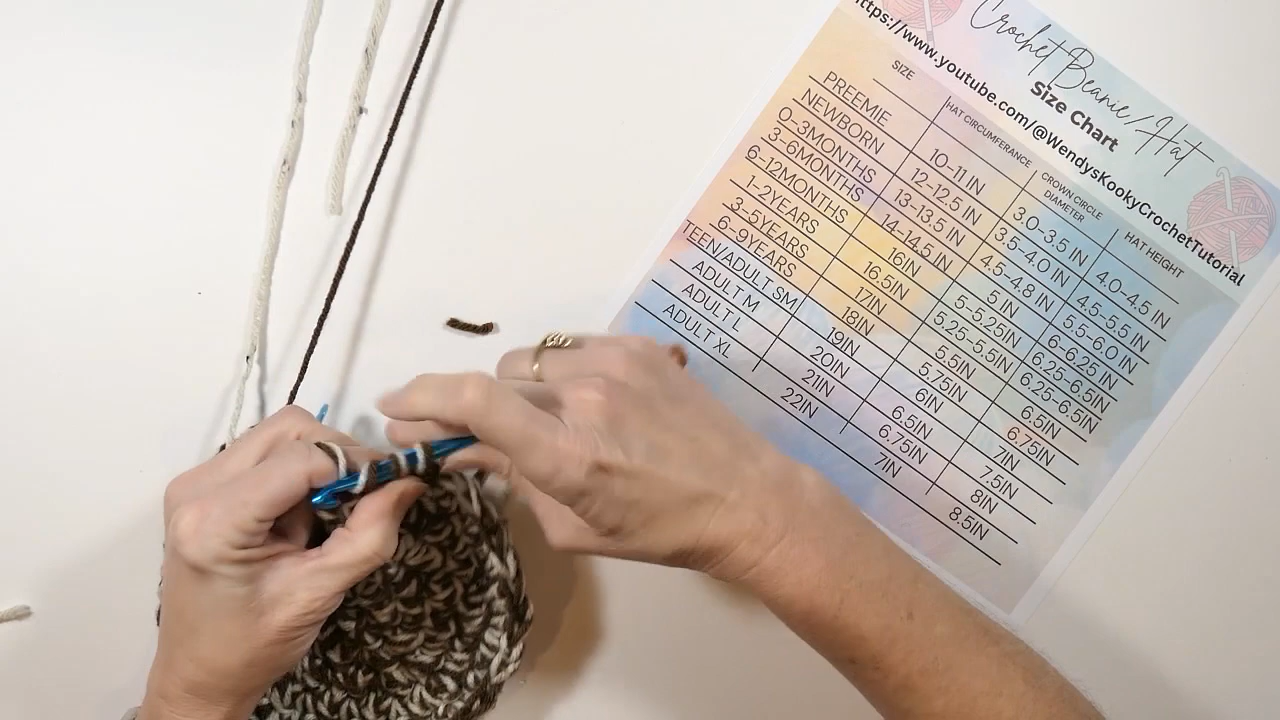 Crochet Beanie/Hat
Size Chart
https://www.youtube.com/@WendysKookyCrochetTutorial
SIZE HAT CIRCUMFERANCE CROWN CIRCLE DIAMETER HAT HEIGHT
PREEMIE 10-11 IN 3.0-3.5 IN 4.0-4.5 IN
NEWBORN 12-12.5 IN 3.5-4.0 IN 4.5-5.5 IN
0-3MONTHS 13-13.5 IN 4.5-4.8 IN 5.5-6.0 IN
3-6MONTHS 14-14.5 IN 5 IN 6-6.25 IN
6-12MONTHS 16IN 5-5.25IN 6.25-6.5IN
1-2YEARS 16.5IN 5.25-5.5IN 6.25-6.5IN
3-5YEARS 17IN 5.5IN 6.5IN
6-9YEARS 18IN 5.75IN 6.75IN
TEEN/ADULT SM 19IN 6IN 7IN
ADULT M 20IN 6.5IN 7.5IN
ADULT L 21IN 6.75IN 8IN
ADULT XL 22IN 7IN 8.5IN